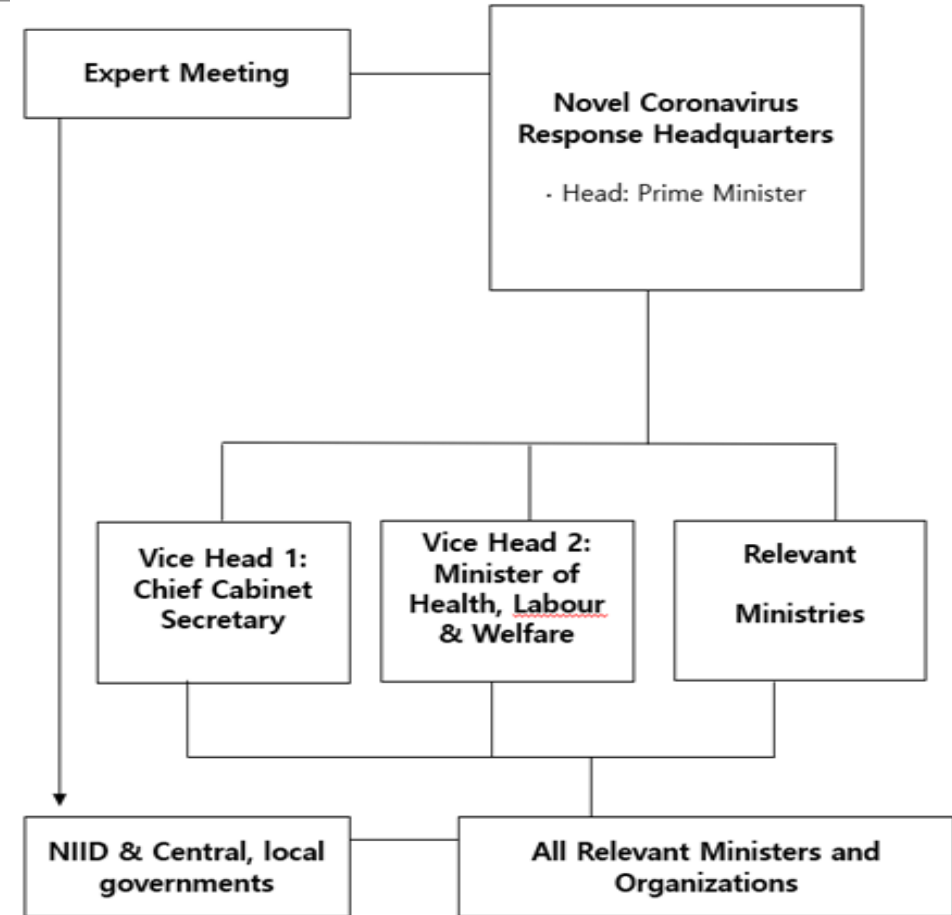 Expert Meeting
Novel Coronavirus
Response Headquarters
· Head: Prime Minister
Vice Head 1:
Chief Cabinet
Secretary
Vice Head 2:
Minister of
Health, Labour
& Welfare
Relevant
Ministries
NIID & Central, local
governments
All Relevant Ministers and
Organizations